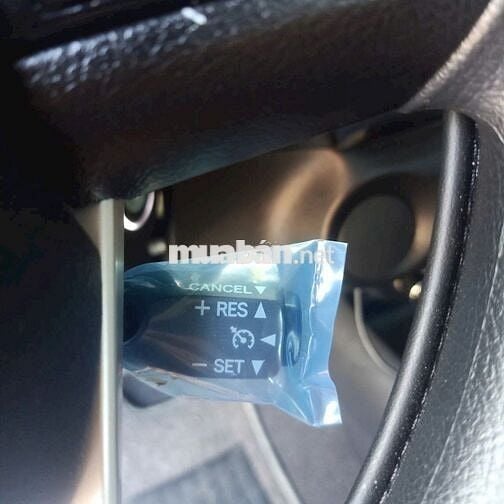 muabán.net
CANCEL ▼
+ RES ▲
◀
− SET ▼